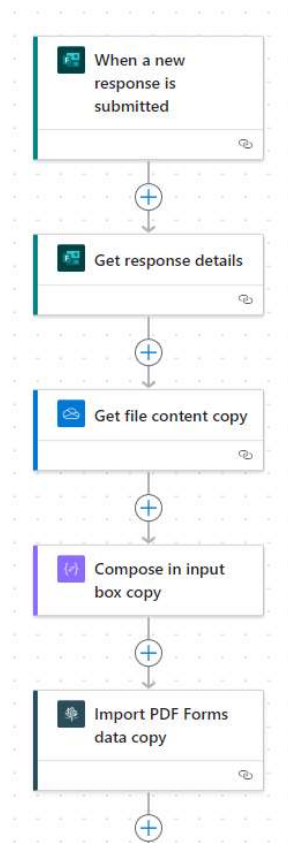 When a new
response is
submitted
Get response details
Get file content copy
Compose in input
box copy
Import PDF Forms
data copy